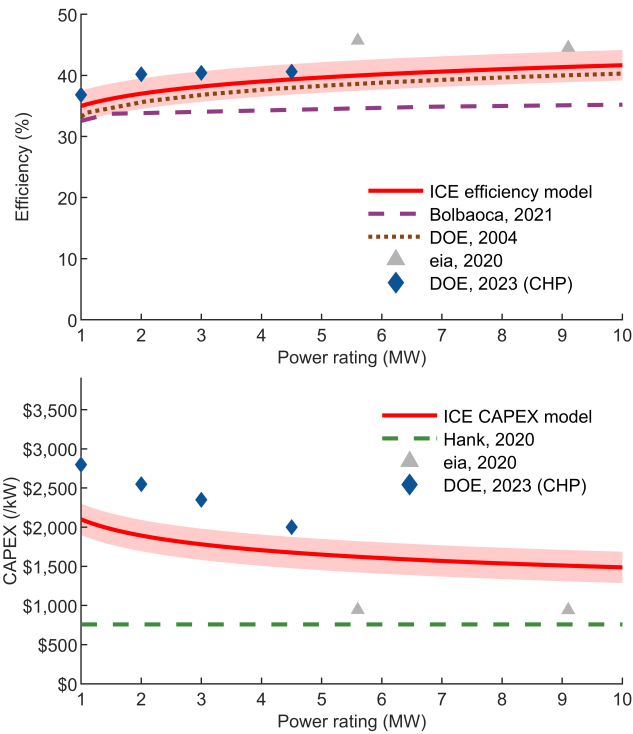 50
40
30
20
10
0
Efficiency (%)
ICE efficiency model
Bolbaoca, 2021
DOE, 2004
eia, 2020
DOE, 2023 (CHP)
1 2 3 4 5 6 7 8 9 10
Power rating (MW)
$3,500
$3,000
$2,500
$2,000
$1,500
$1,000
$500
$0
CAPEX (/kW)
ICE CAPEX model
Hank, 2020
eia, 2020
DOE, 2023 (CHP)
1 2 3 4 5 6 7 8 9 10
Power rating (MW)